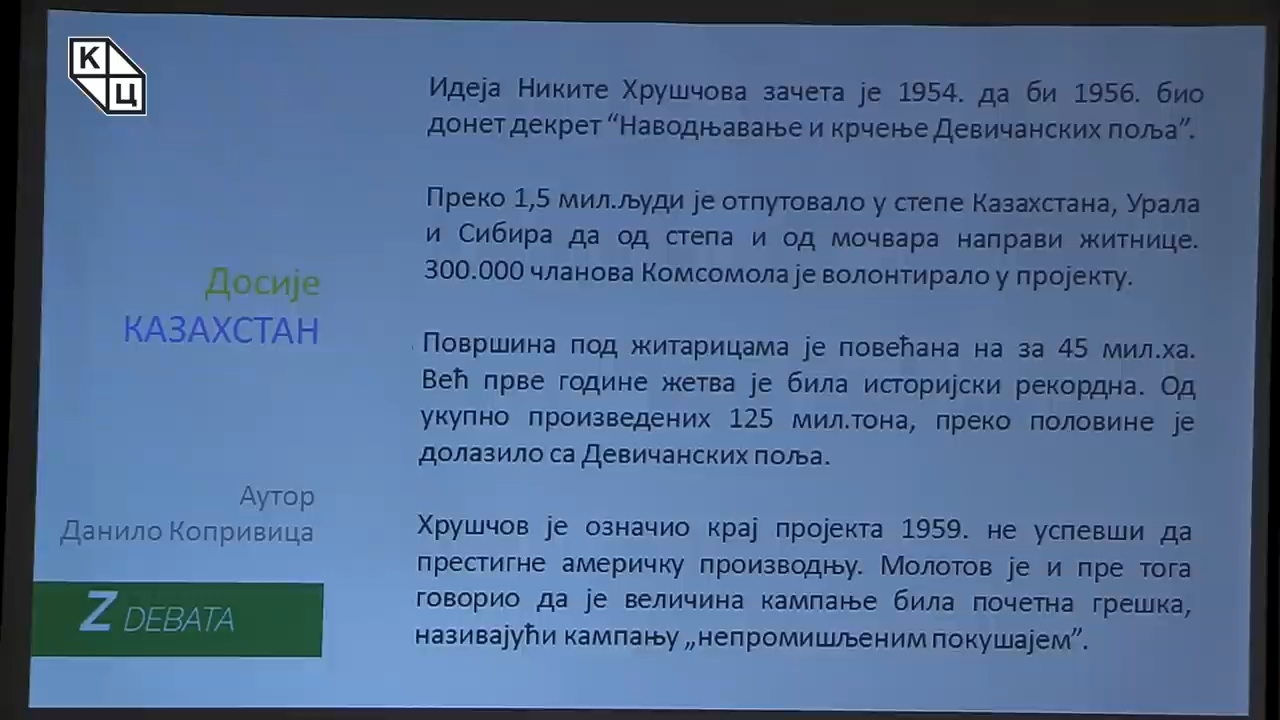 К
Ц
Идеја Никите Хрушчова зачета је 1954. да би 1956. био
донет декрет “Наводњавање и крчење Девичанских поља”.
Преко 1,5 мил.људи је отпутовало у степе Казахстана, Урала
и Сибира да од степа и од мочвара направи житнице.
300.000 чланова Комсомола је волонтирало у пројекту.
Досије
КАЗАХСТАН
Површина под житарицама је повећана на за 45 мил.ха.
Већ прве године жетва је била историјски рекордна. Од
укупно произведених 125 мил.тона, преко половине је
долазило са Девичанских поља.
Аутор
Данило Копривица
Хрушчов је означио крај пројекта 1959. не успевши да
престигне америчку производњу. Молотов је и пре тога
говорио да је величина кампање била почетна грешка,
називајући кампању „непромишљеним покушајем”.
Z DEBATA